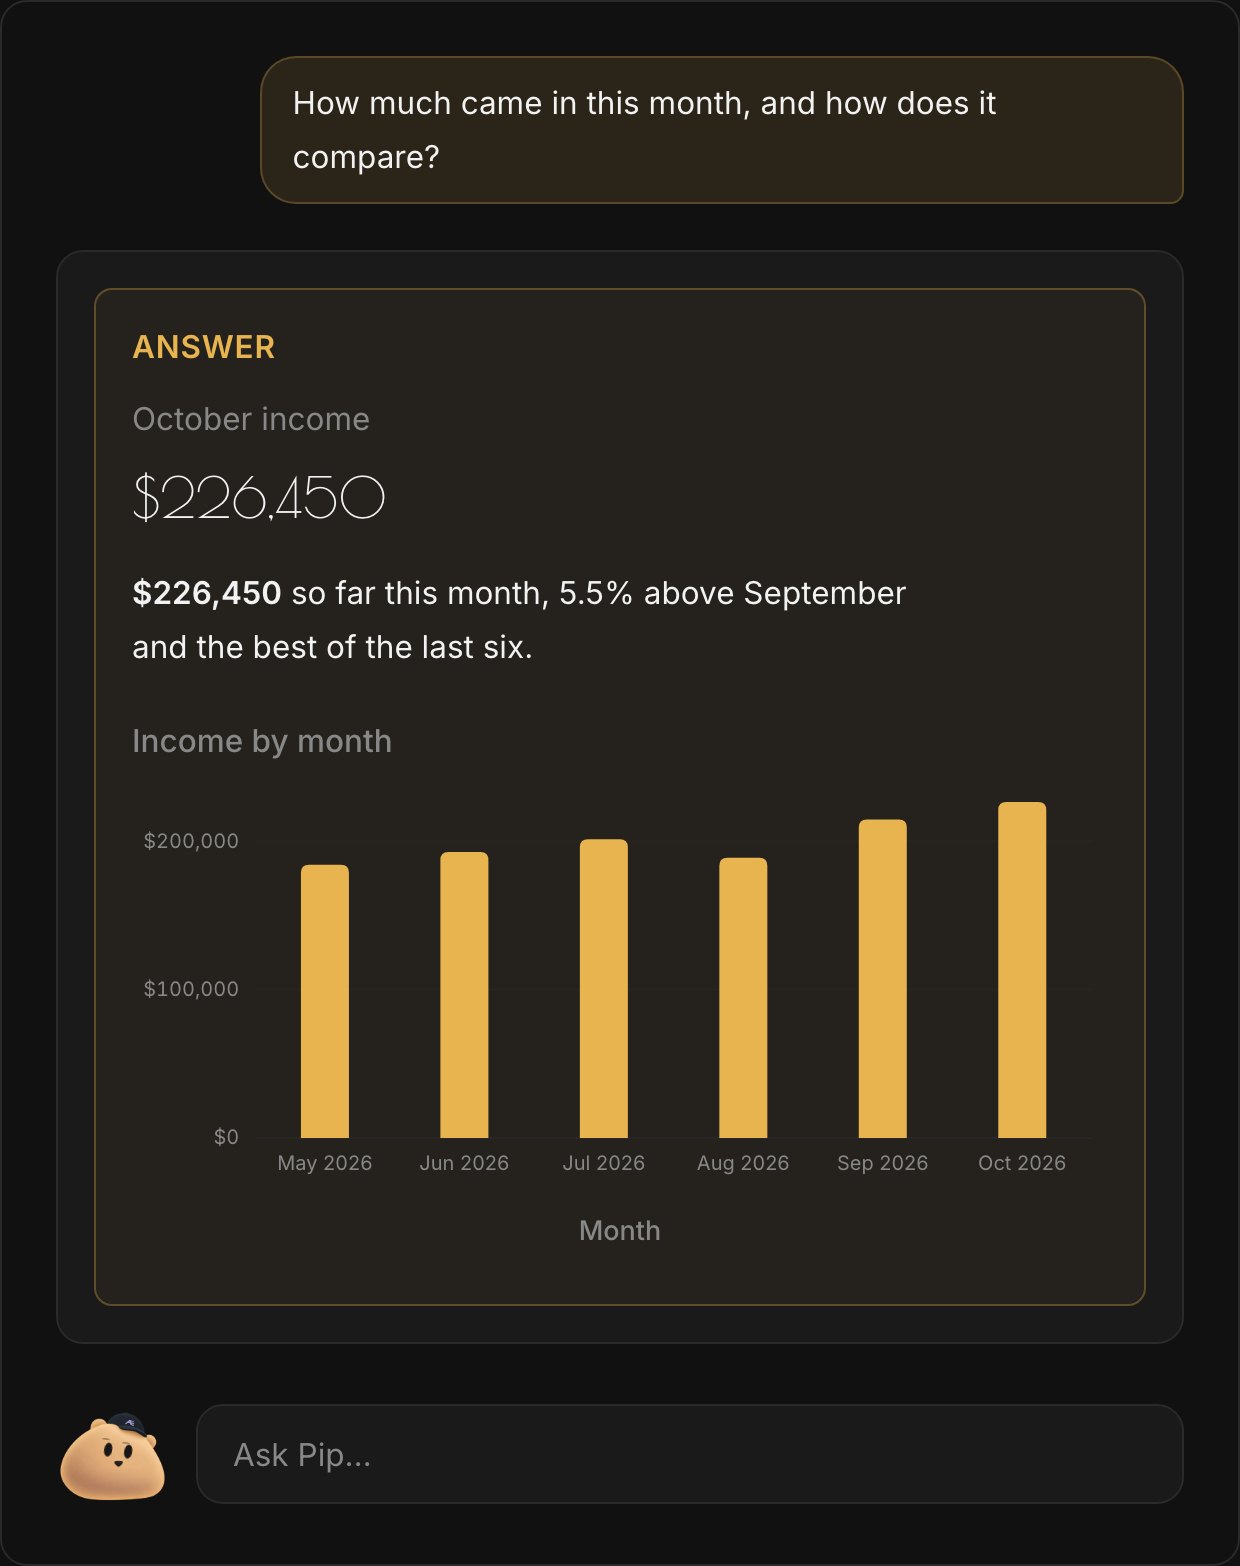 How much came in this month, and how does it
compare?
ANSWER
October income
$226,450
$226,450 so far this month, 5.5% above September
and the best of the last six.
Income by month
$200,000
$100,000
$0
May 2026 Jun 2026 Jul 2026 Aug 2026 Sep 2026 Oct 2026
Month
Ask Pip...